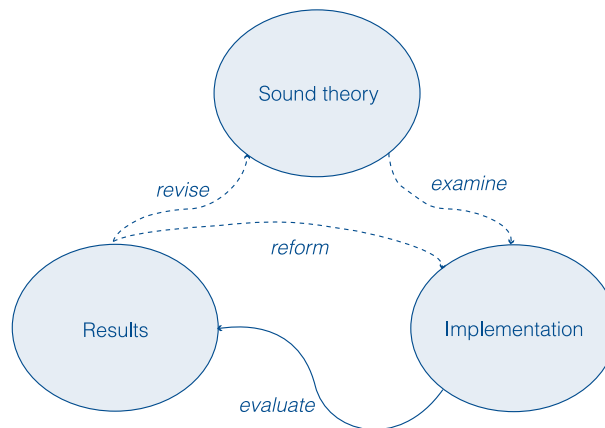 Sound theory
revise
examine
reform
Results
Implementation
evaluate